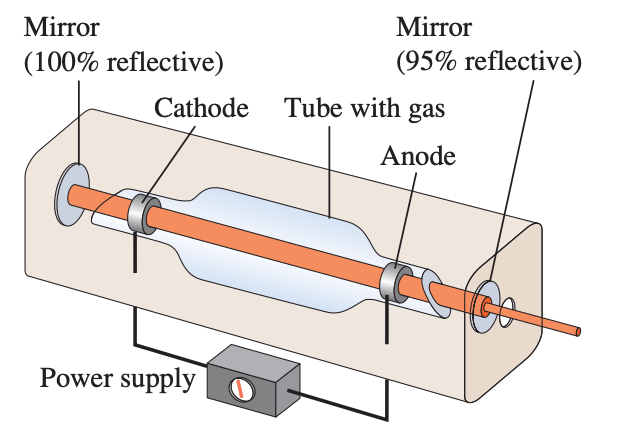 Mirror
(100% reflective)
Mirror
(95% reflective)
Cathode
Tube with gas
Anode
Power supply